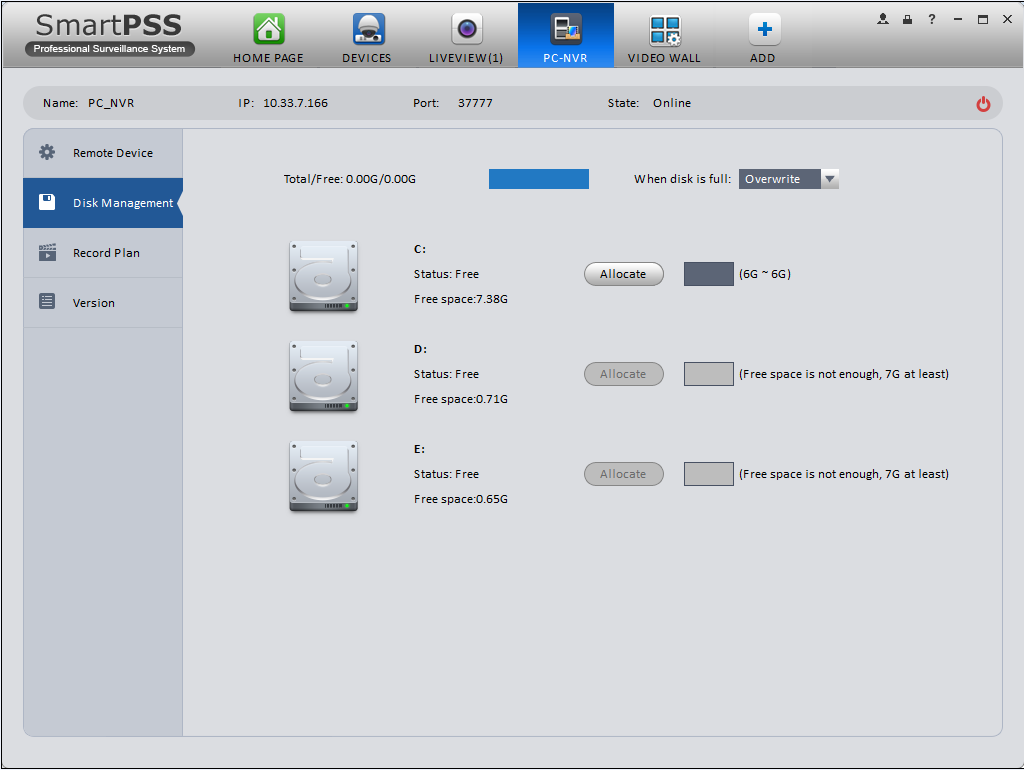 SmartPSS
Professional Surveillance System
HOME PAGE
DEVICES
LIVEVIEW(1)
PC-NVR
VIDEO WALL
ADD
?
Name: PC_NVR
IP: 10.33.7.166
Port: 37777
State: Online
Remote Device
Disk Management
Record Plan
Version
Total/Free: 0.00G/0.00G
When disk is full: Overwrite
C:
Status: Free
Allocate
(6G ~ 6G)
Free space:7.38G
D:
Status: Free
Allocate
(Free space is not enough, 7G at least)
Free space:0.71G
E:
Status: Free
Allocate
(Free space is not enough, 7G at least)
Free space:0.65G